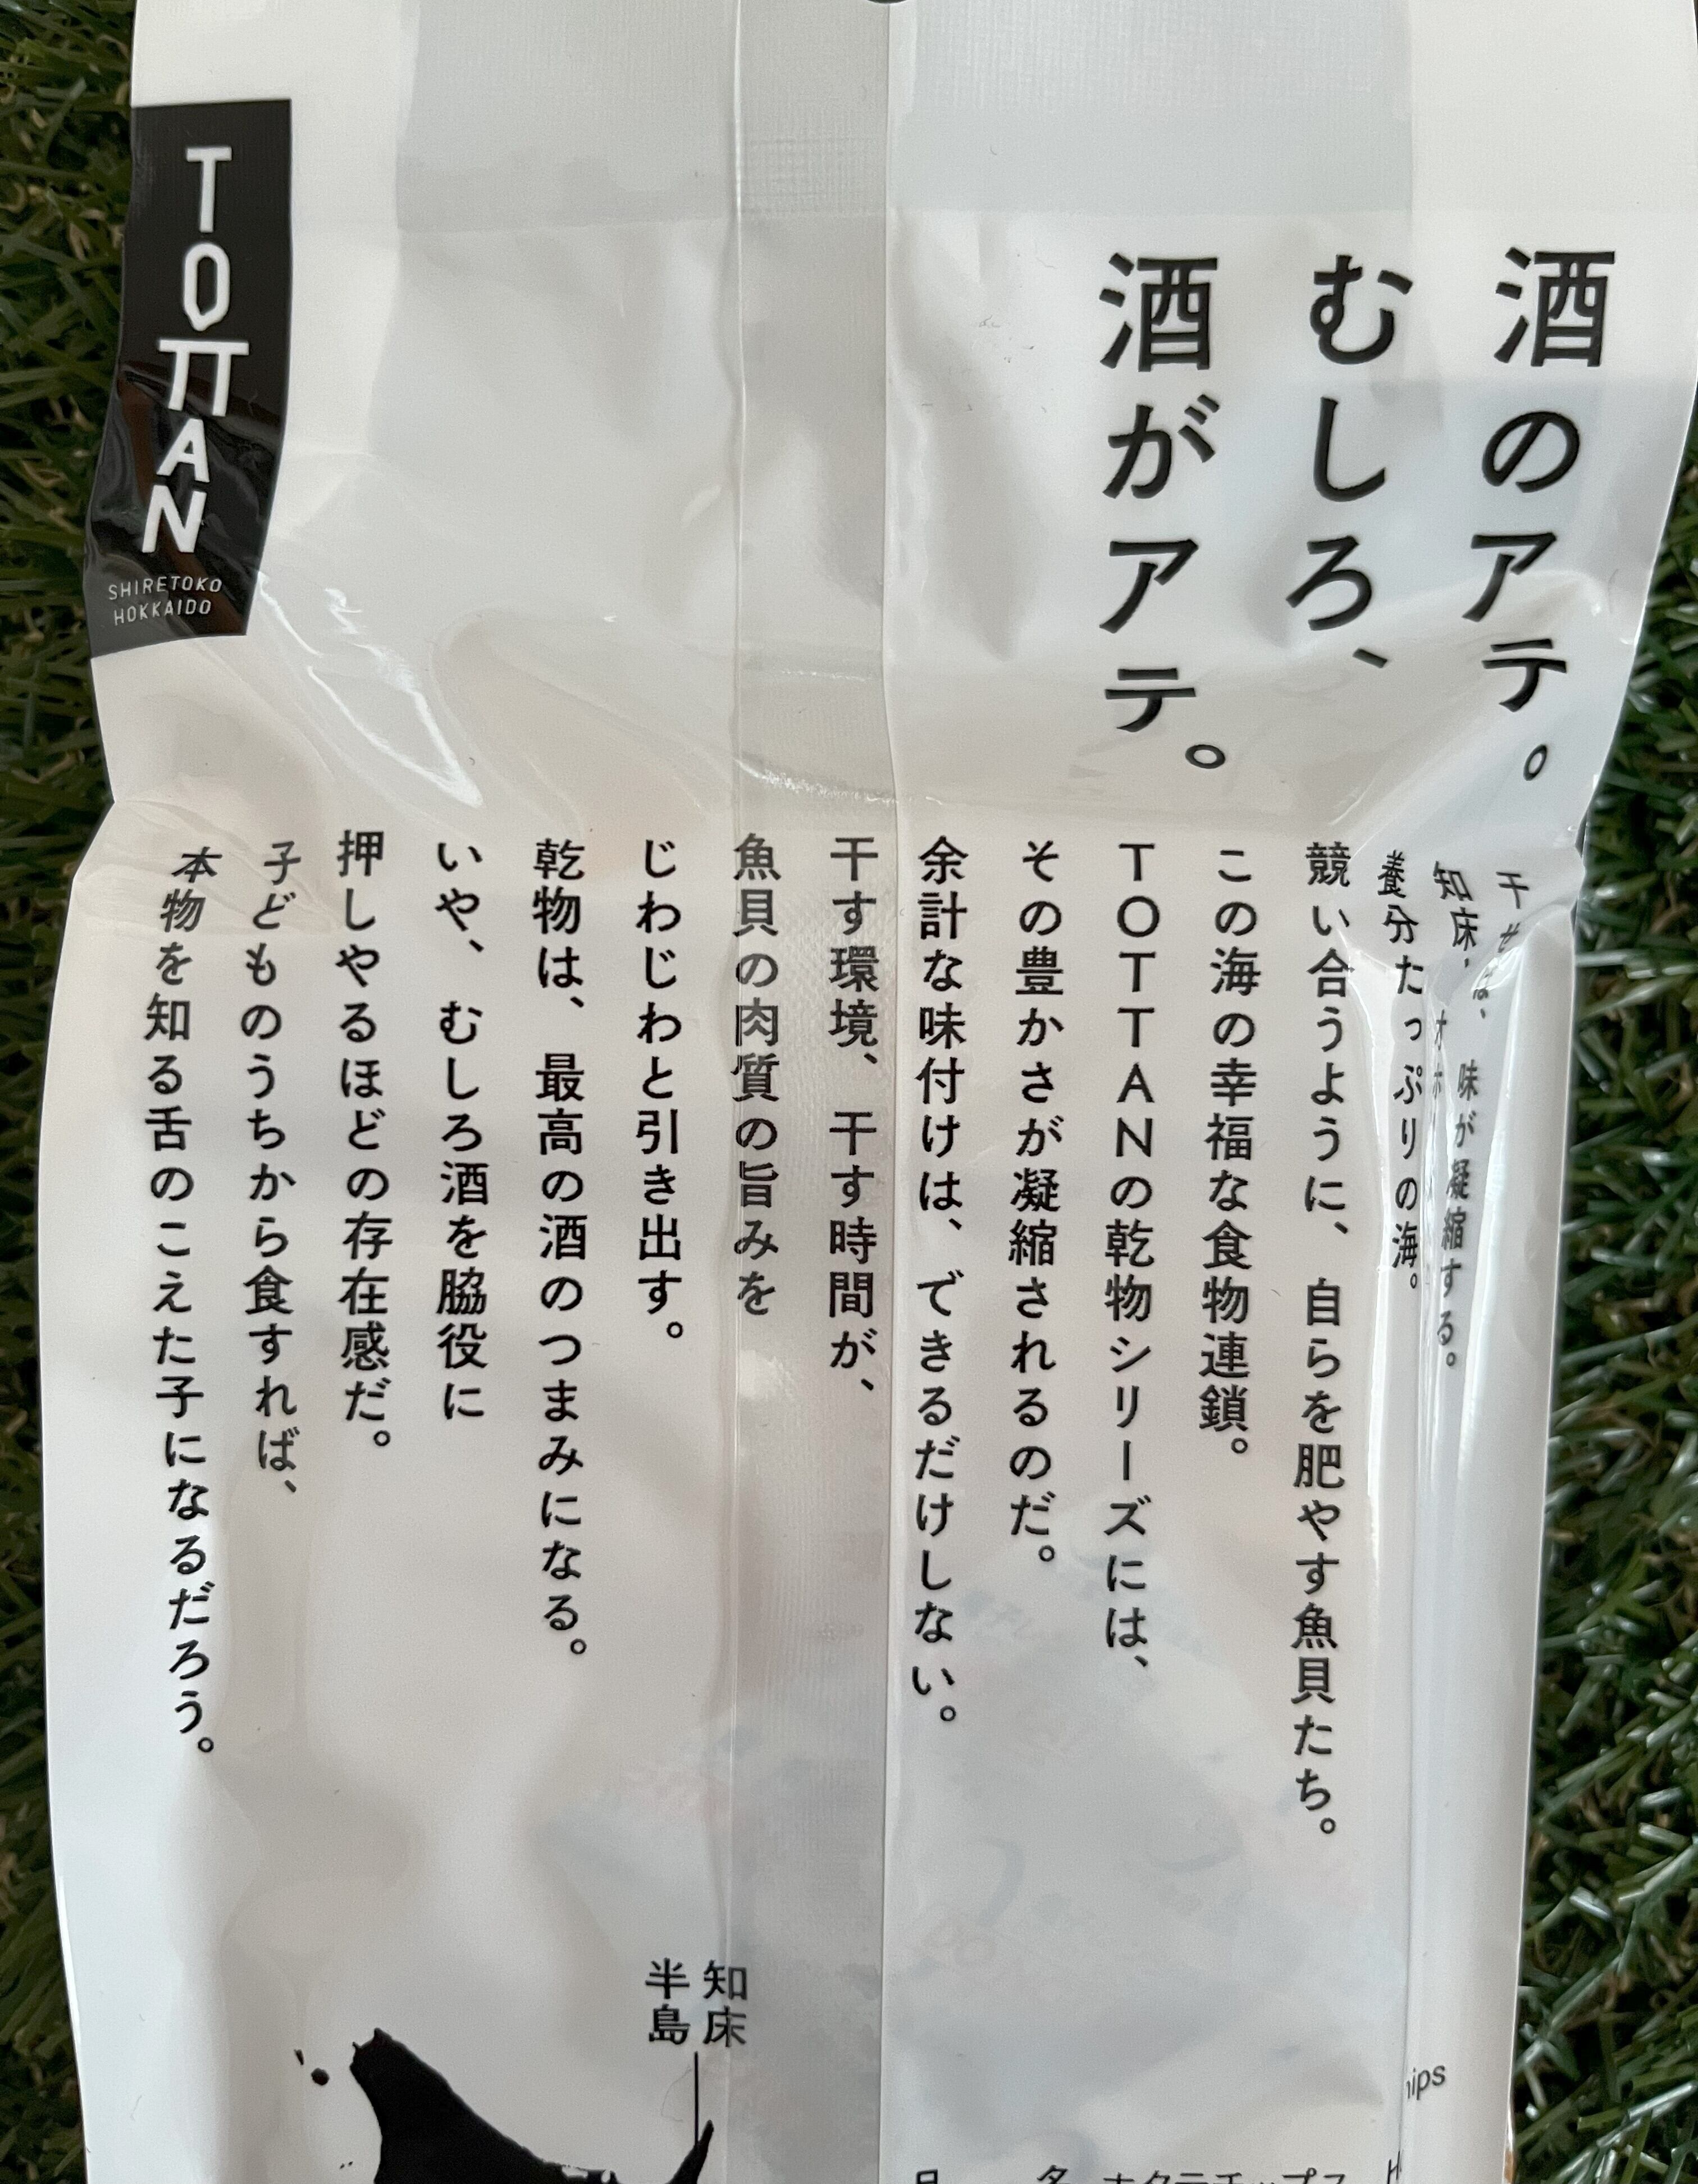 酒のアテ。
むしろ、
酒がアテ。
干せば、味が凝縮する。
知床、
養分たっぷりの海。
競い合うように、自らを肥やす魚貝たち。
この海の幸福な食物連鎖。
TOTTANの乾物シリーズには、
その豊かさが凝縮されるのだ。
余計な味付けは、できるだけしない。
干す環境、干す時間が、
魚貝の肉質の旨みを
じわじわと引き出す。
乾物は、最高の酒のつまみになる。
いや、むしろ酒を脇役に
押しやるほどの存在感だ。
子どものうちから食すれば、
本物を知る舌のこえた子になるだろう。
TOTTAN
SHIRETOKO
HOKKAIDO
知床
半島